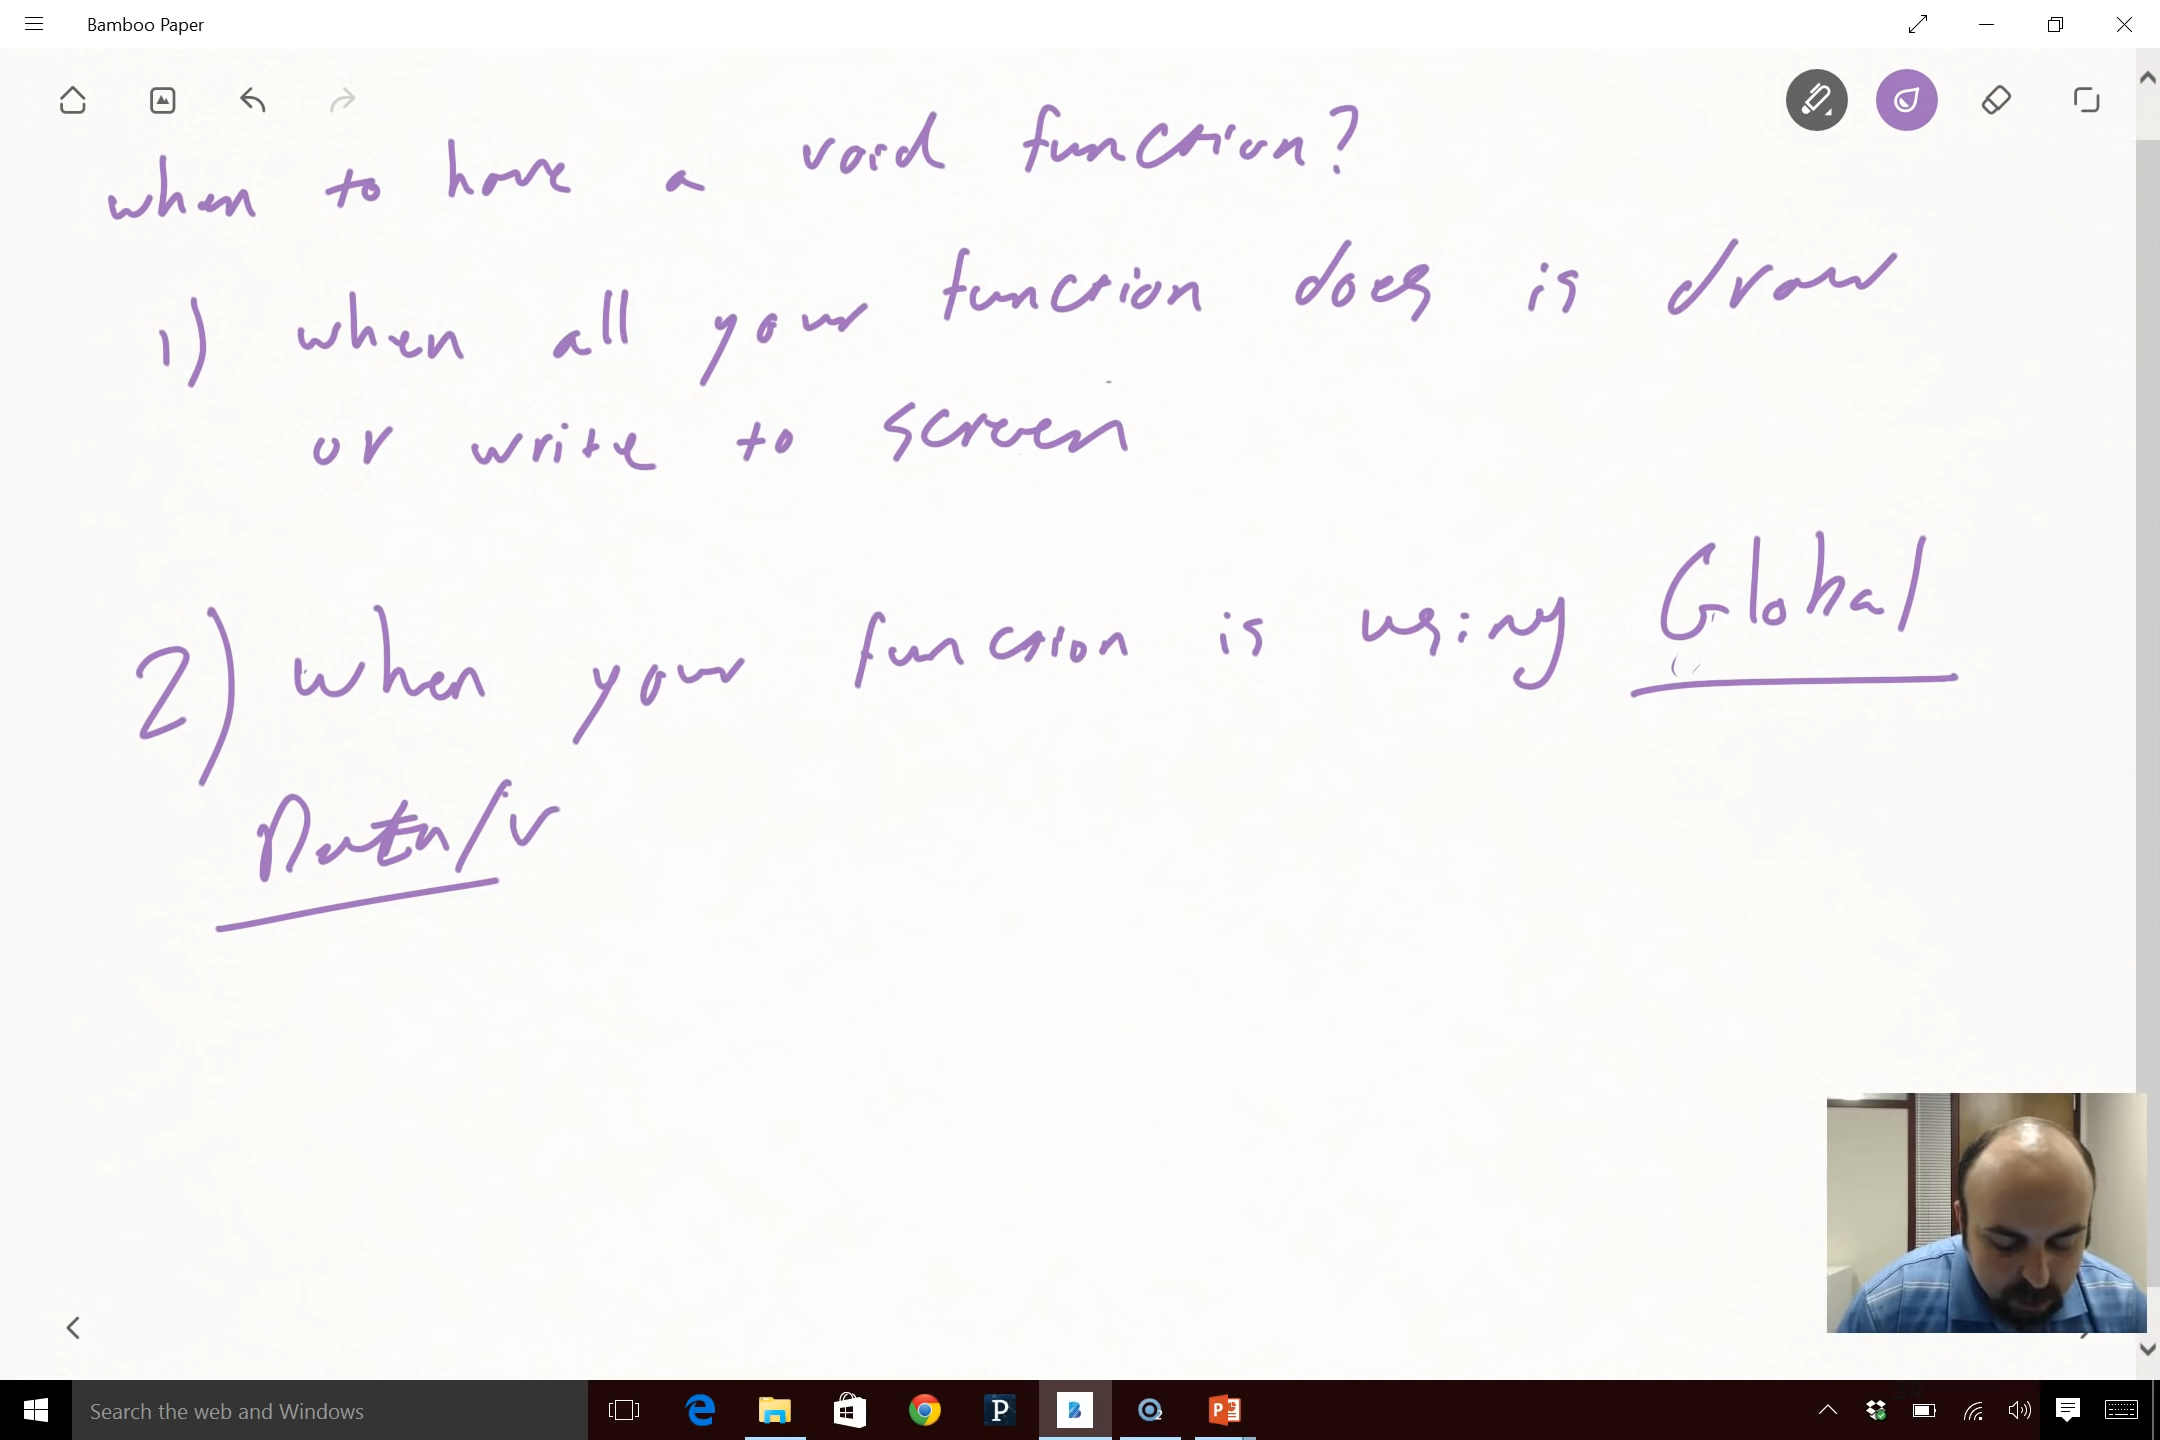 Bamboo Paper
when to have a void function?
1) when all your function does is draw
or write to screen
2) when your function is using Global
Data/v
Search the web and Windows